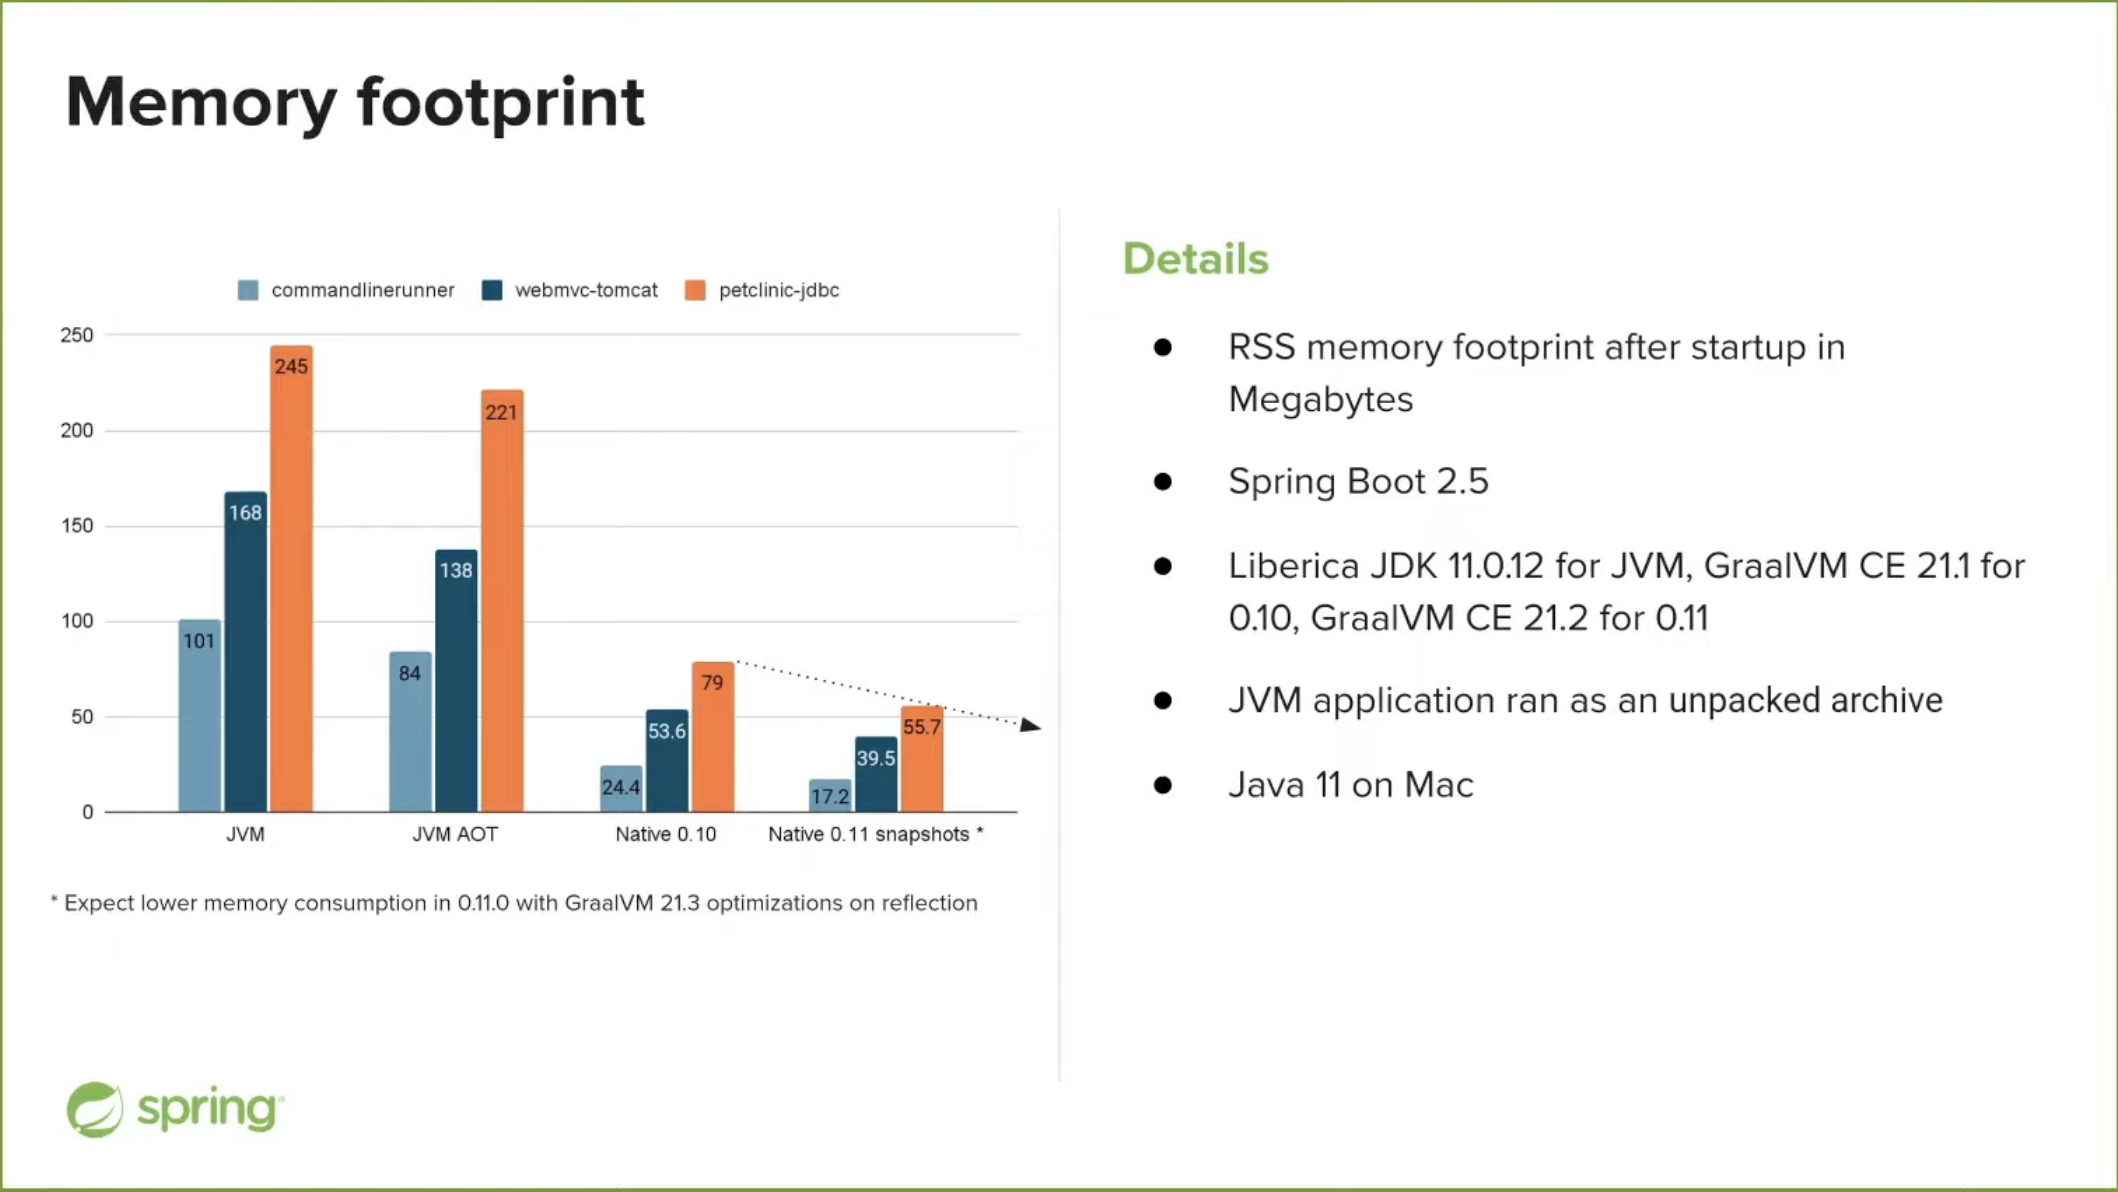 Memory footprint
commandlinerunner webmvc-tomcat petclinic-jdbc
250
200
150
100
50
0
101
168
245
84
138
221
24.4
53.6
79
17.2
39.5
55.7
JVM
JVM AOT
Native 0.10
Native 0.11 snapshots *
* Expect lower memory consumption in 0.11.0 with GraalVM 21.3 optimizations on reflection
Details
● RSS memory footprint after startup in
Megabytes
● Spring Boot 2.5
● Liberica JDK 11.0.12 for JVM, GraalVM CE 21.1 for
0.10, GraalVM CE 21.2 for 0.11
● JVM application ran as an unpacked archive
● Java 11 on Mac
spring